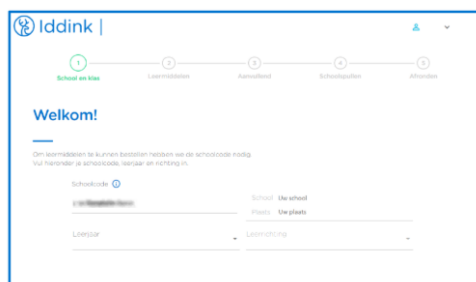 Iddink |
1 2 3 4 5
School en klas Leermiddelen Aanvullend Schoolspullen Afronden
Welkom!
Om leermiddelen te kunnen bestellen hebben we de schoolcode nodig.
Vul hieronder je schoolcode, leerjaar en richting in.
Schoolcode
School Uw school
Plaats Uw plaats
Leerjaar Leerrichting